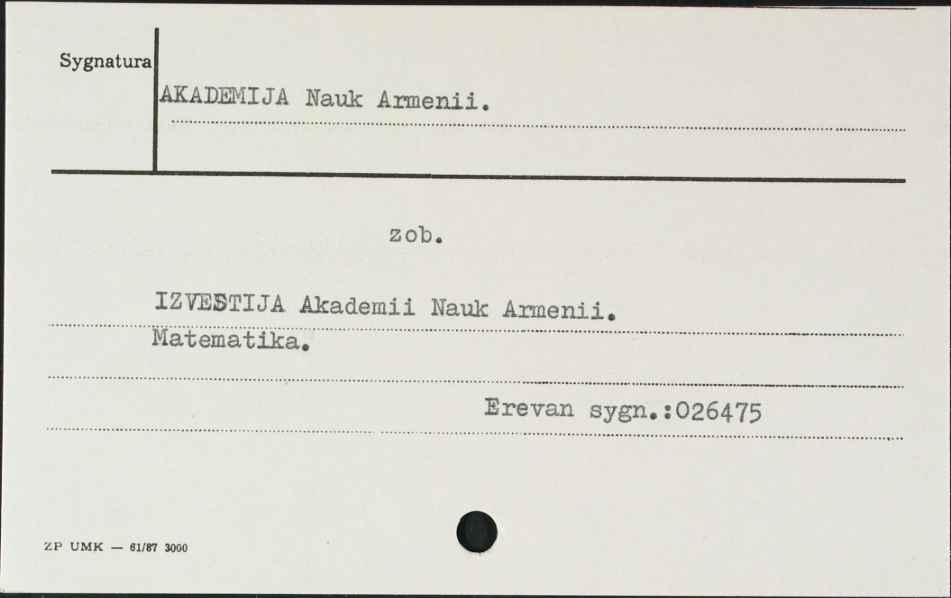 Sygnatura
AKADEMIJA Nauk Armenii.
zob.
IZVESTIJA Akademii Nauk Armenii.
Matematika.
Erevan sygn.:026475
ZP UMK — 61/87 3000